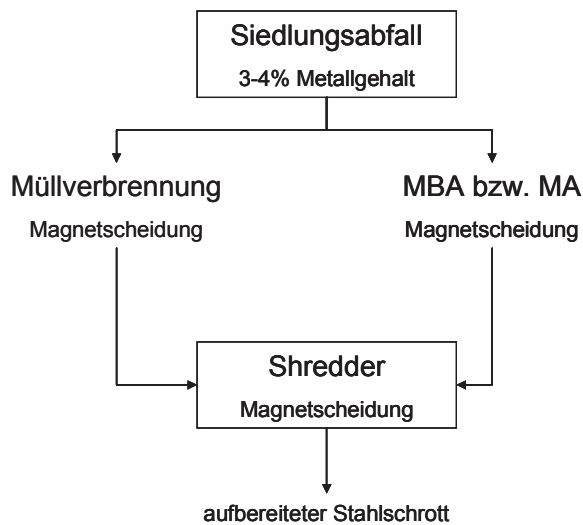 Siedlungsabfall
3-4% Metallgehalt
Müllverbrennung
Magnetscheidung
MBA bzw. MA
Magnetscheidung
Shredder
Magnetscheidung
aufbereiteter Stahlschrott